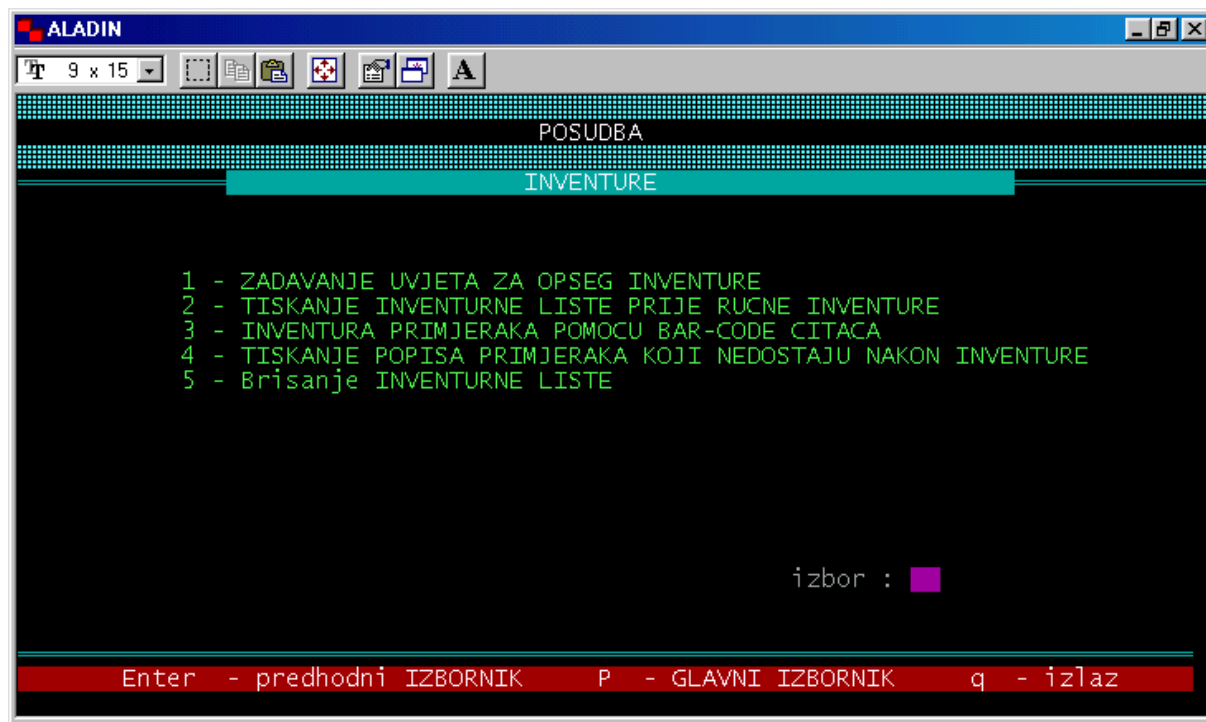 ALADIN
9 x 15
A
POSUDBA
INVENTURE
1 - ZADAVANJE UVJETA ZA OPSEG INVENTURE
2 - TISKANJE INVENTURNE LISTE PRIJE RUCNE INVENTURE
3 - INVENTURA PRIMJERAKA POMOCU BAR-CODE CITACA
4 - TISKANJE POPISA PRIMJERAKA KOJI NEDOSTAJU NAKON INVENTURE
5 - Brisanje INVENTURNE LISTE
izbor :
Enter - predhodni IZBORNIK P - GLAVNI IZBORNIK q - izlaz